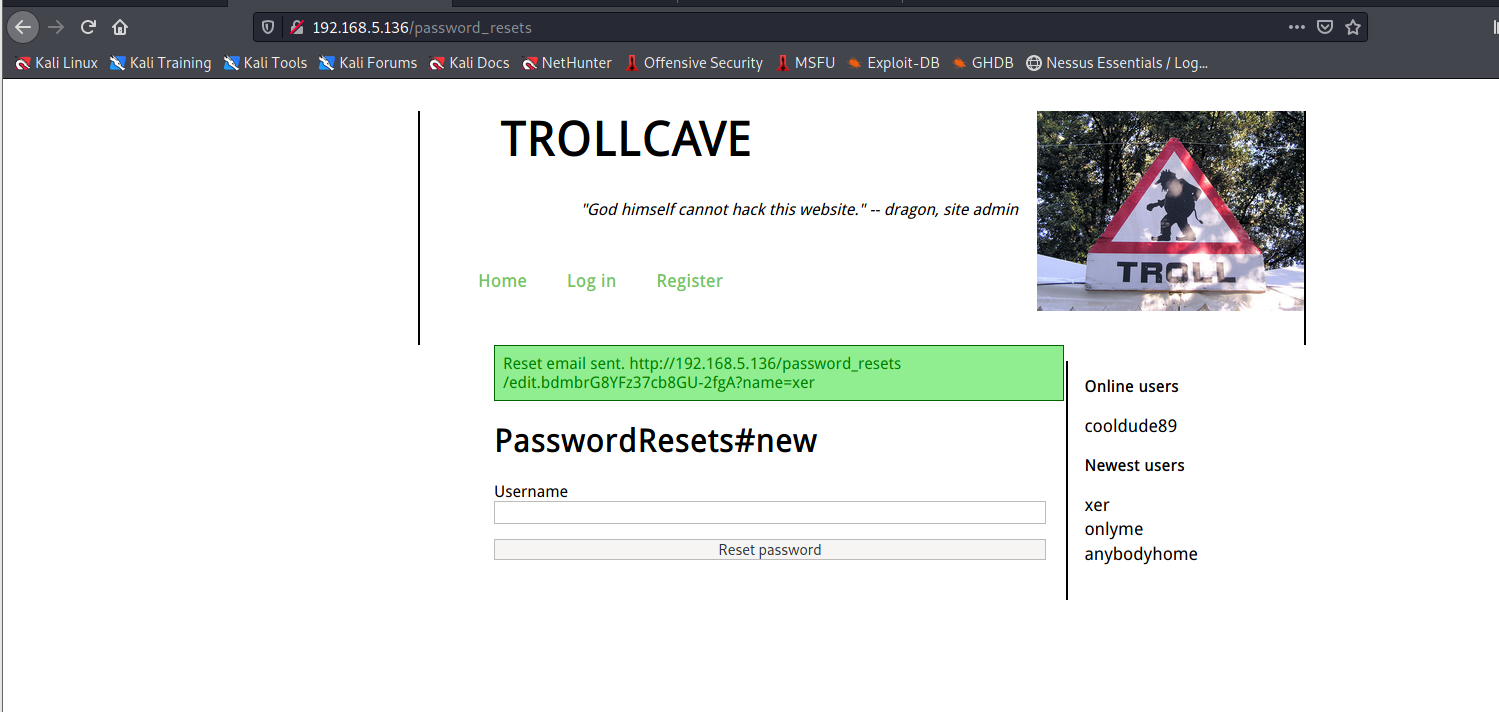 192.168.5.136/password_resets
Kali Linux Kali Training Kali Tools Kali Forums Kali Docs NetHunter Offensive Security MSFU Exploit-DB GHDB Nessus Essentials / Log...
TROLLCAVE
"God himself cannot hack this website." -- dragon, site admin
TROLL
Home Log in Register
Reset email sent. http://192.168.5.136/password_resets
/edit.bdmbrG8YFz37cb8GU-2fgA?name=xer
PasswordResets#new
Username
Reset password
Online users
cooldude89
Newest users
xer
onlyme
anybodyhome